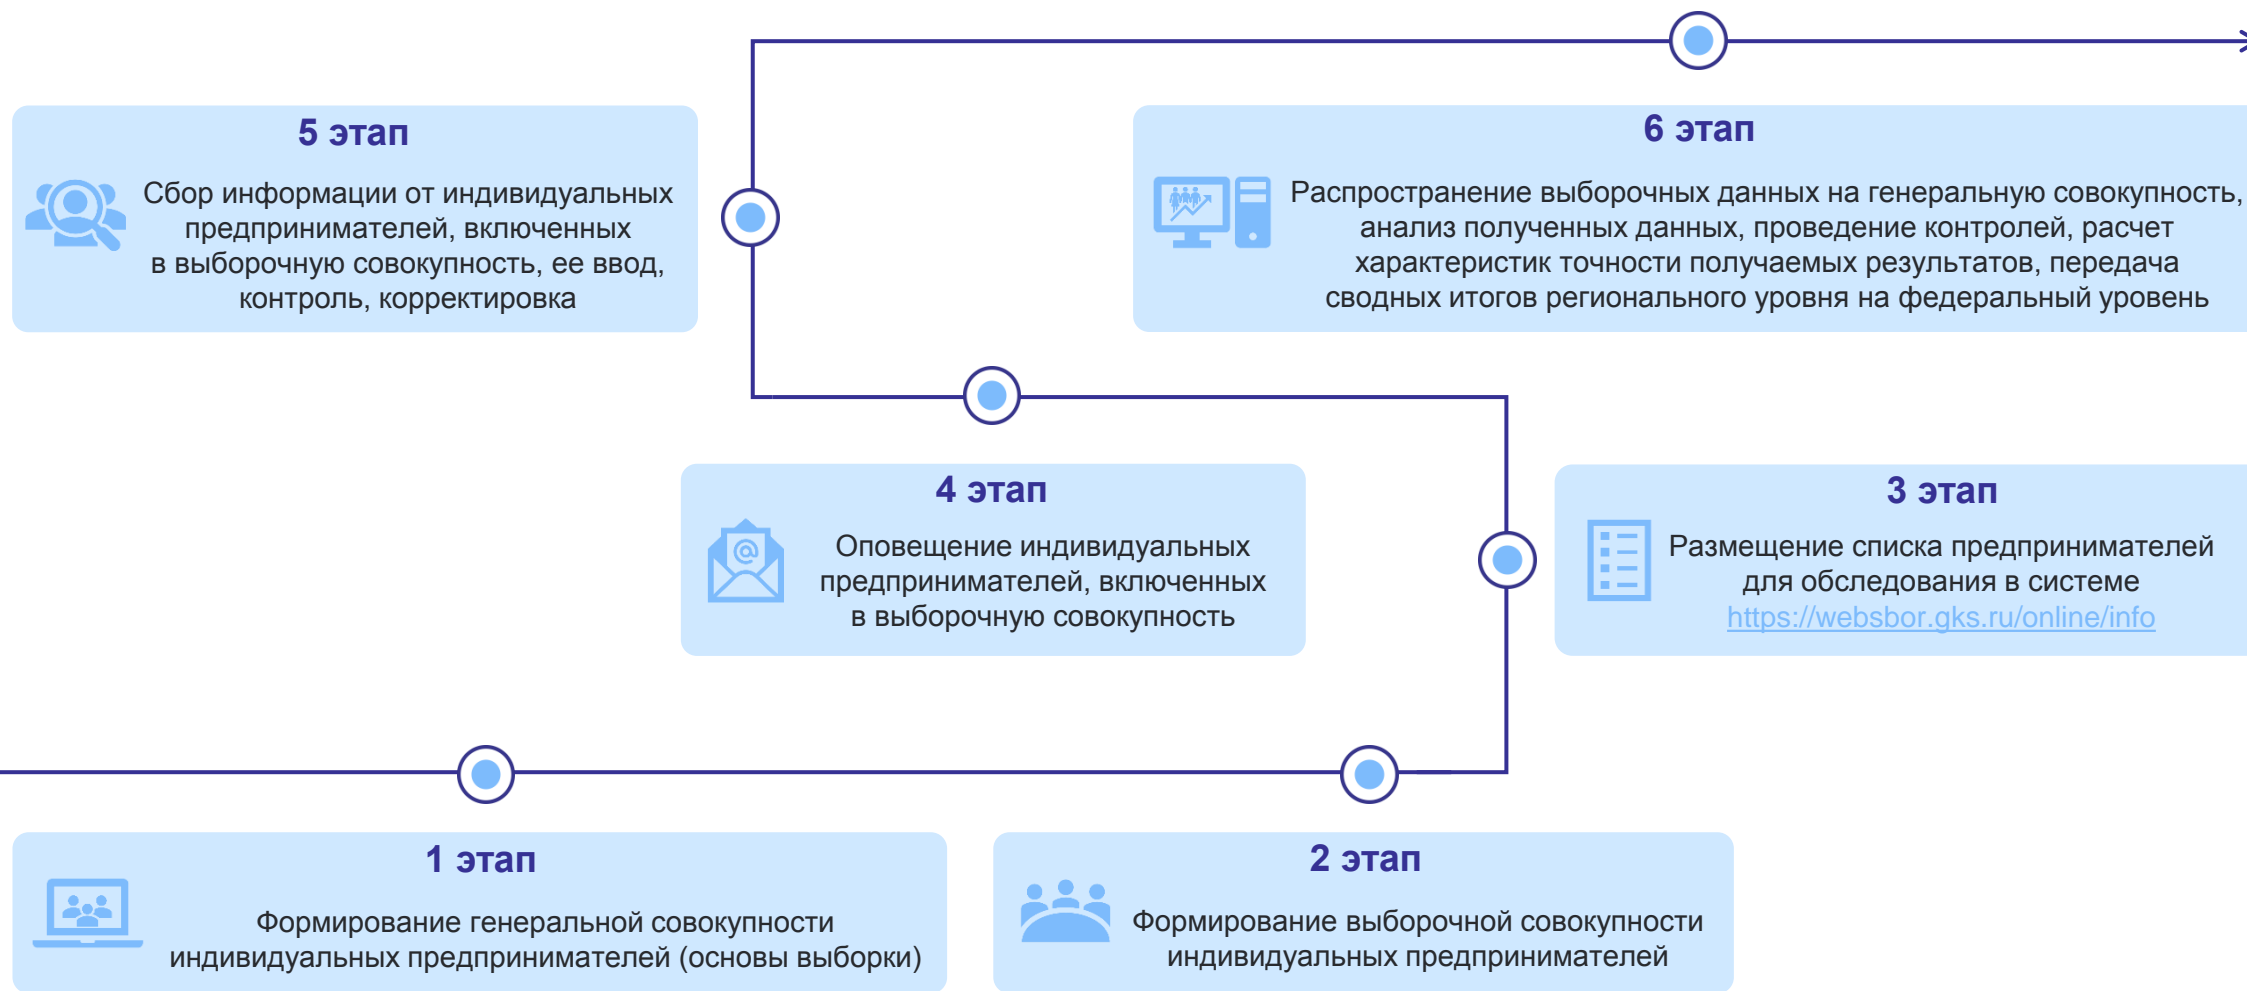 5 этап
Сбор информации от индивидуальных
предпринимателей, включенных
в выборочную совокупность, ее ввод,
контроль, корректировка
6 этап
Распространение выборочных данных на генеральную совокупность,
анализ полученных данных, проведение контролей, расчет
характеристик точности получаемых результатов, передача
сводных итогов регионального уровня на федеральный уровень
4 этап
@
Оповещение индивидуальных
предпринимателей, включенных
в выборочную совокупность
3 этап
Размещение списка предпринимателей
для обследования в системе
https://websbor.gks.ru/online/info
1 этап
Формирование генеральной совокупности
индивидуальных предпринимателей (основы выборки)
2 этап
Формирование выборочной совокупности
индивидуальных предпринимателей